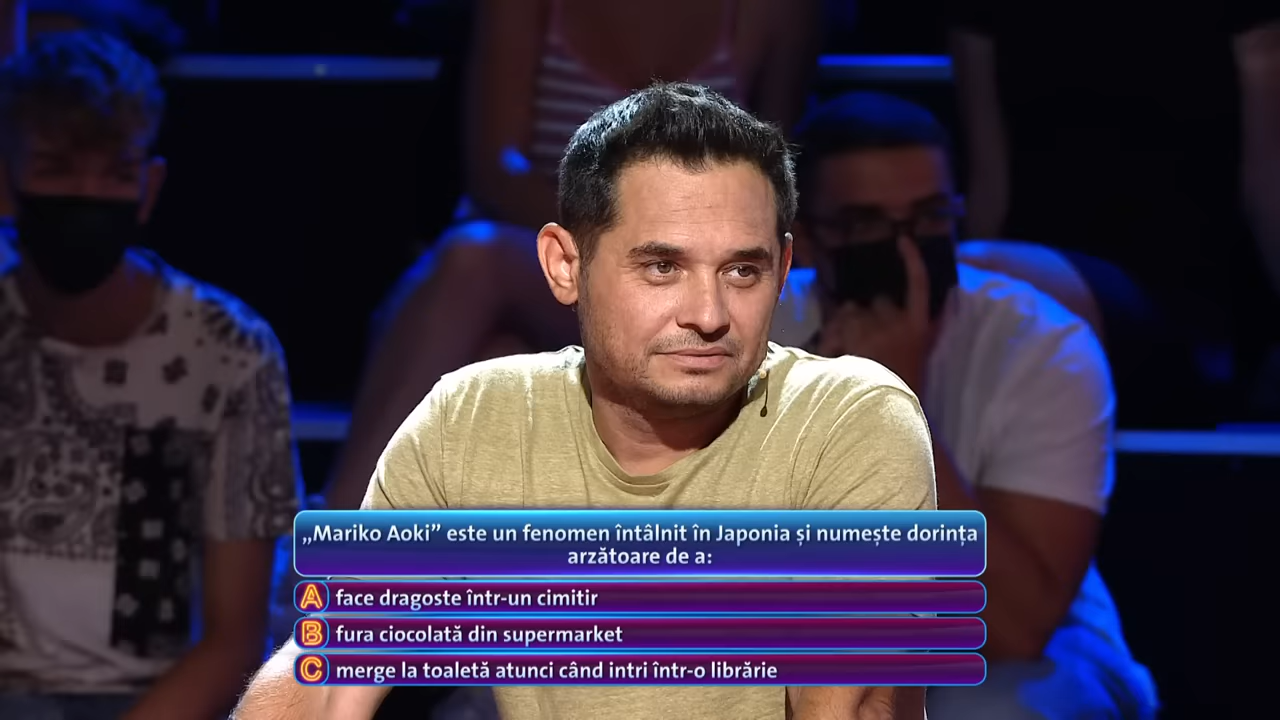 „Mariko Aoki” este un fenomen întâlnit în Japonia și numește dorința
arzătoare de a:
A face dragoste într-un cimitir
B fura ciocolată din supermarket
C merge la toaletă atunci când intri într-o librărie